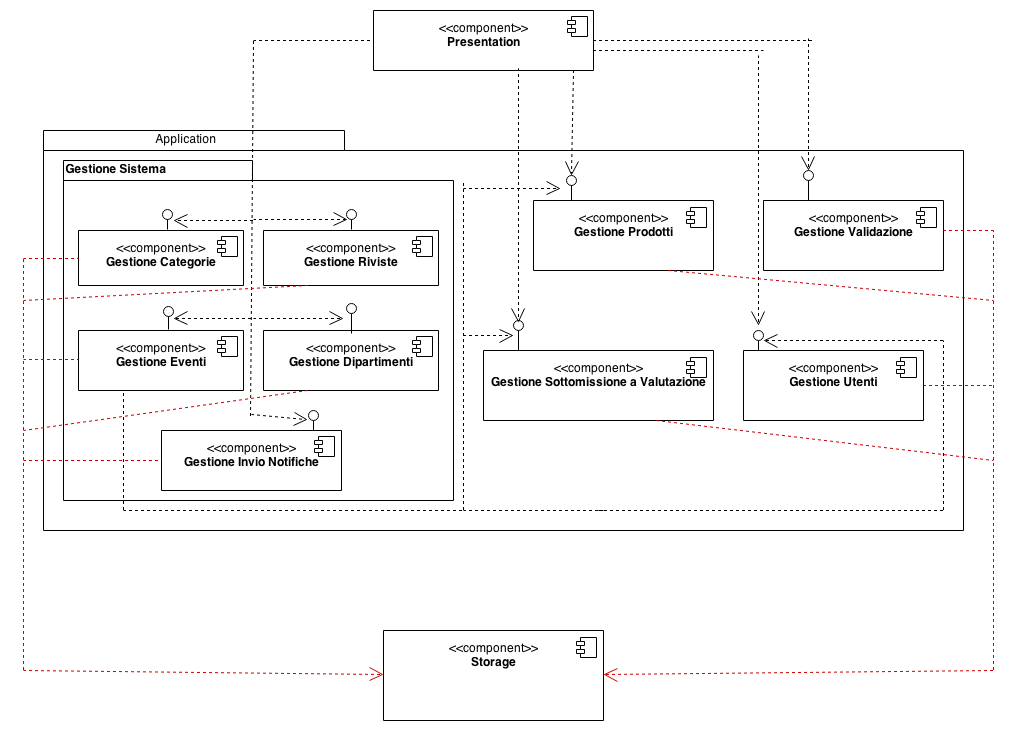 <<component>>
Presentation
Application
Gestione Sistema
<<component>>
Gestione Categorie
<<component>>
Gestione Riviste
<<component>>
Gestione Prodotti
<<component>>
Gestione Validazione
<<component>>
Gestione Eventi
<<component>>
Gestione Dipartimenti
<<component>>
Gestione Sottomissione a Valutazione
<<component>>
Gestione Utenti
<<component>>
Gestione Invio Notifiche
<<component>>
Storage